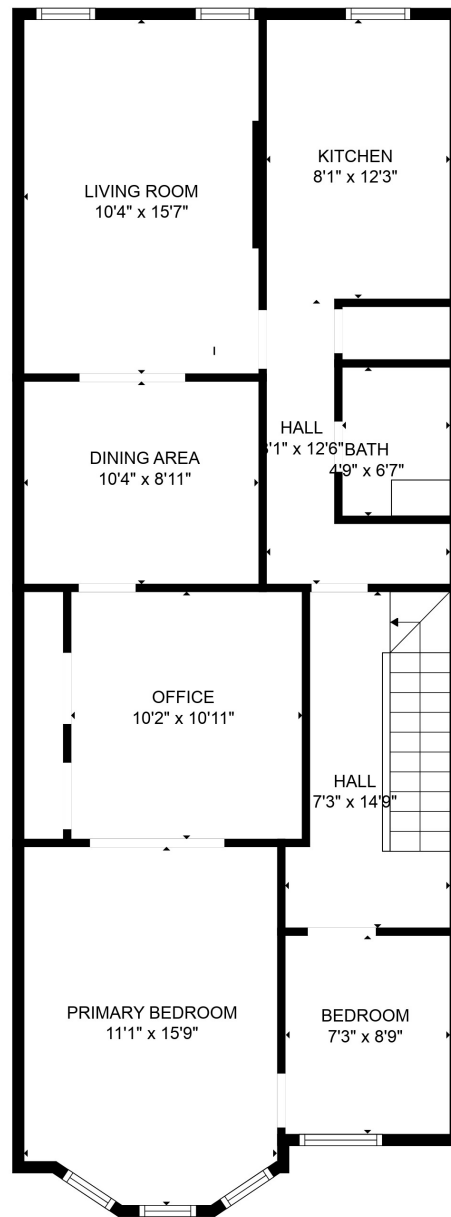 LIVING ROOM
10'4" x 15'7"
KITCHEN
8'1" x 12'3"
DINING AREA
10'4" x 8'11"
HALL
'1" x 12'6"
BATH
4'9" x 6'7"
OFFICE
10'2" x 10'11"
HALL
7'3" x 14'9"
PRIMARY BEDROOM
11'1" x 15'9"
BEDROOM
7'3" x 8'9"